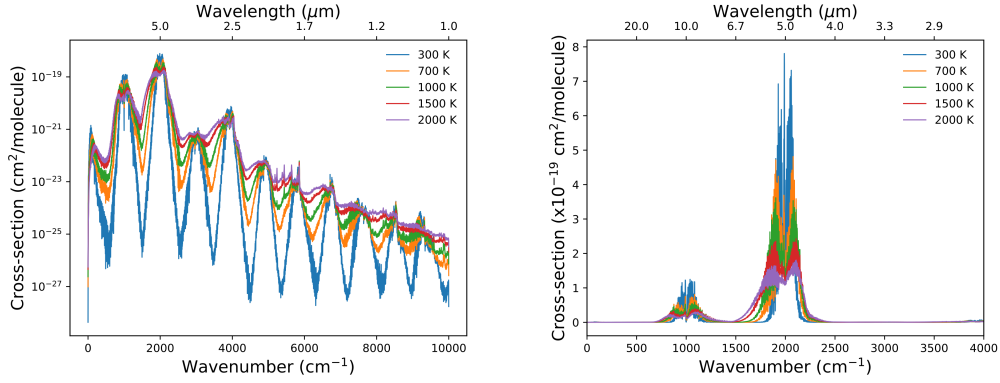 Wavelength (μm)
5.0 2.5 1.7 1.2 1.0
10⁻¹⁹
10⁻²¹
10⁻²³
10⁻²⁵
10⁻²⁷
Cross-section (cm²/molecule)
300 K
700 K
1000 K
1500 K
2000 K
0 2000 4000 6000 8000 10000
Wavenumber (cm⁻¹)
Wavelength (μm)
20.0 10.0 6.7 5.0 4.0 3.3 2.9
8
7
6
5
4
3
2
1
0
Cross-section (x10⁻¹⁹ cm²/molecule)
300 K
700 K
1000 K
1500 K
2000 K
0 500 1000 1500 2000 2500 3000 3500 4000
Wavenumber (cm⁻¹)